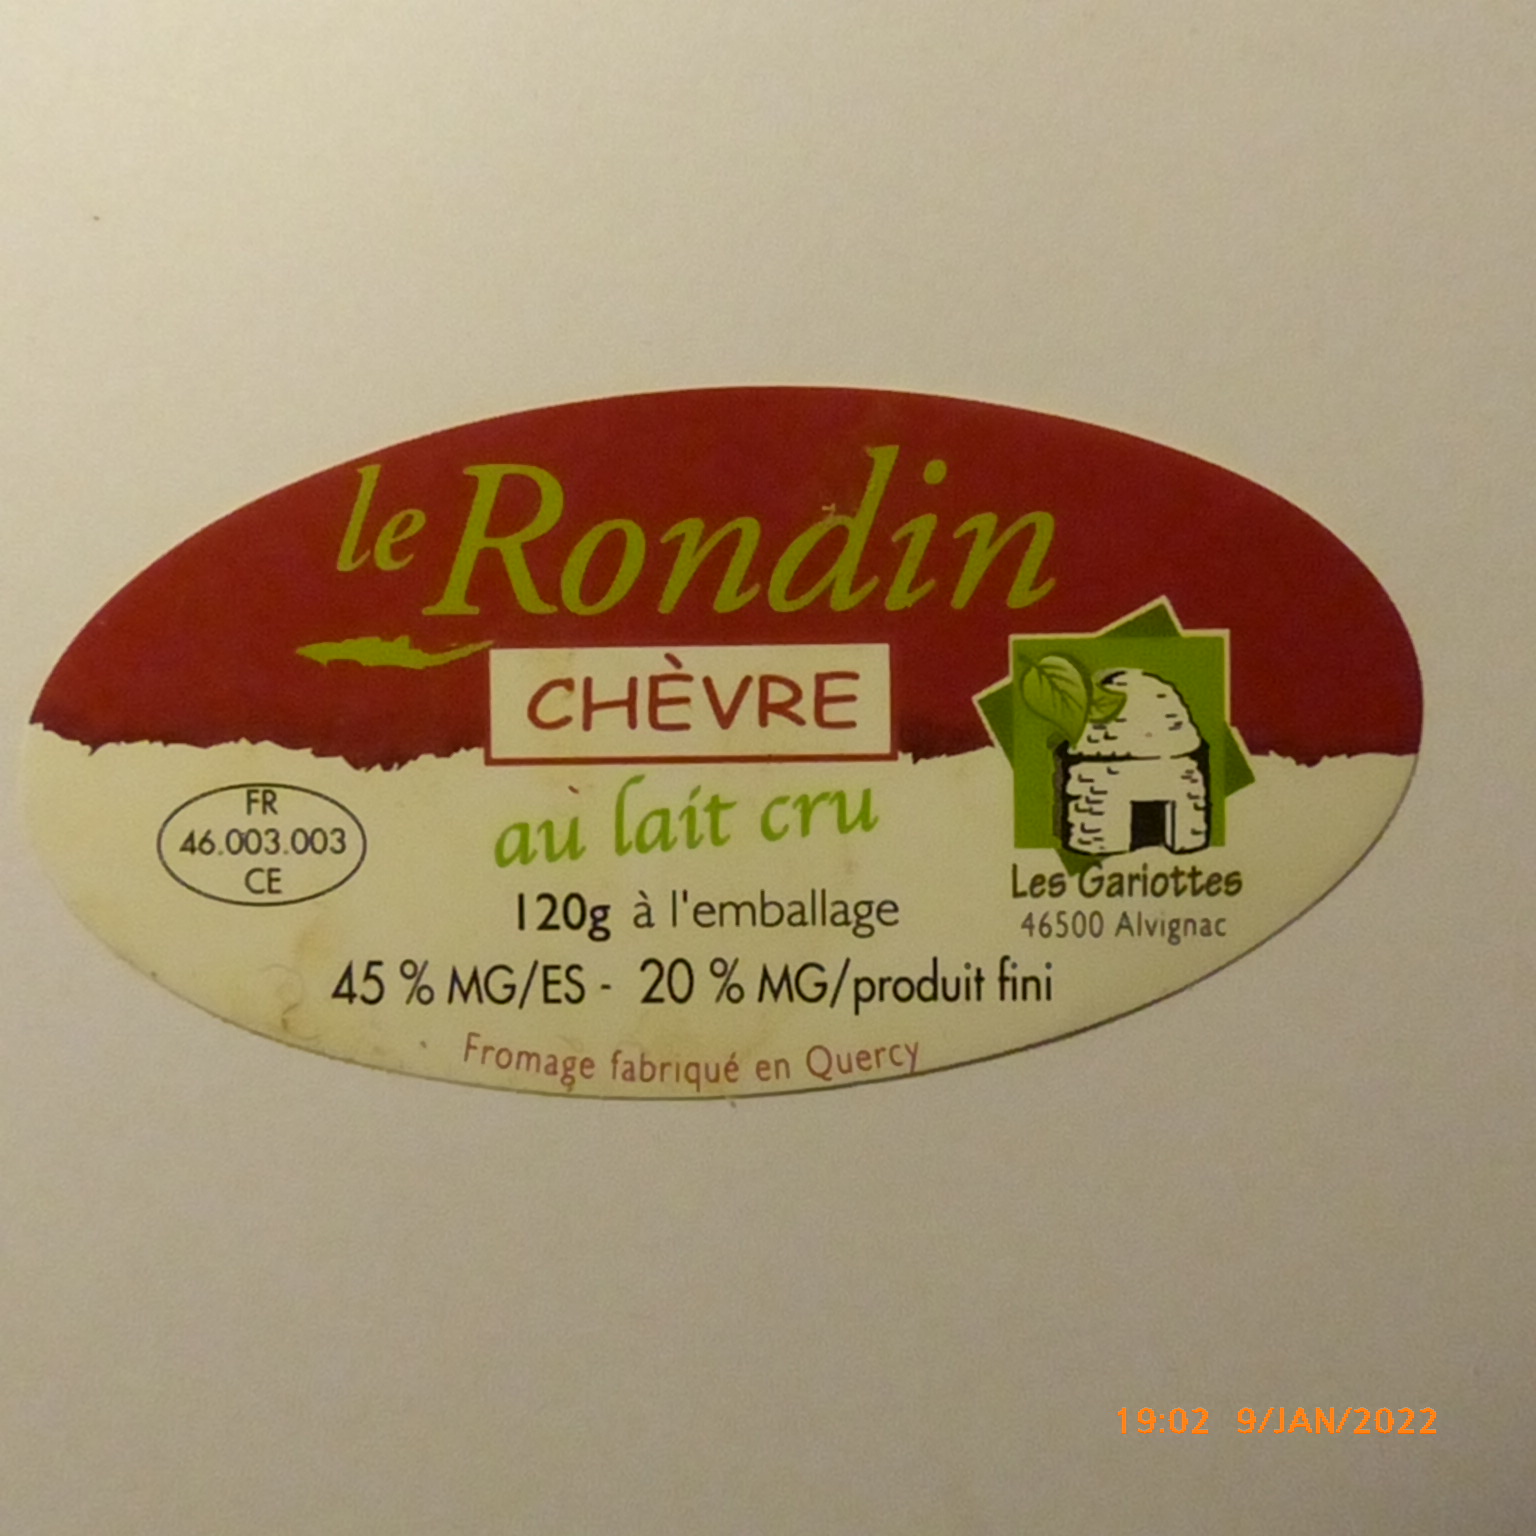 le Rondin
CHÈVRE
au lait cru
FR
46.003.003
CE
120g à l'emballage
45 % MG/ES - 20 % MG/produit fini
Fromage fabriqué en Quercy
Les Gariottes
46500 Alvignac
19:02 9/JAN/2022